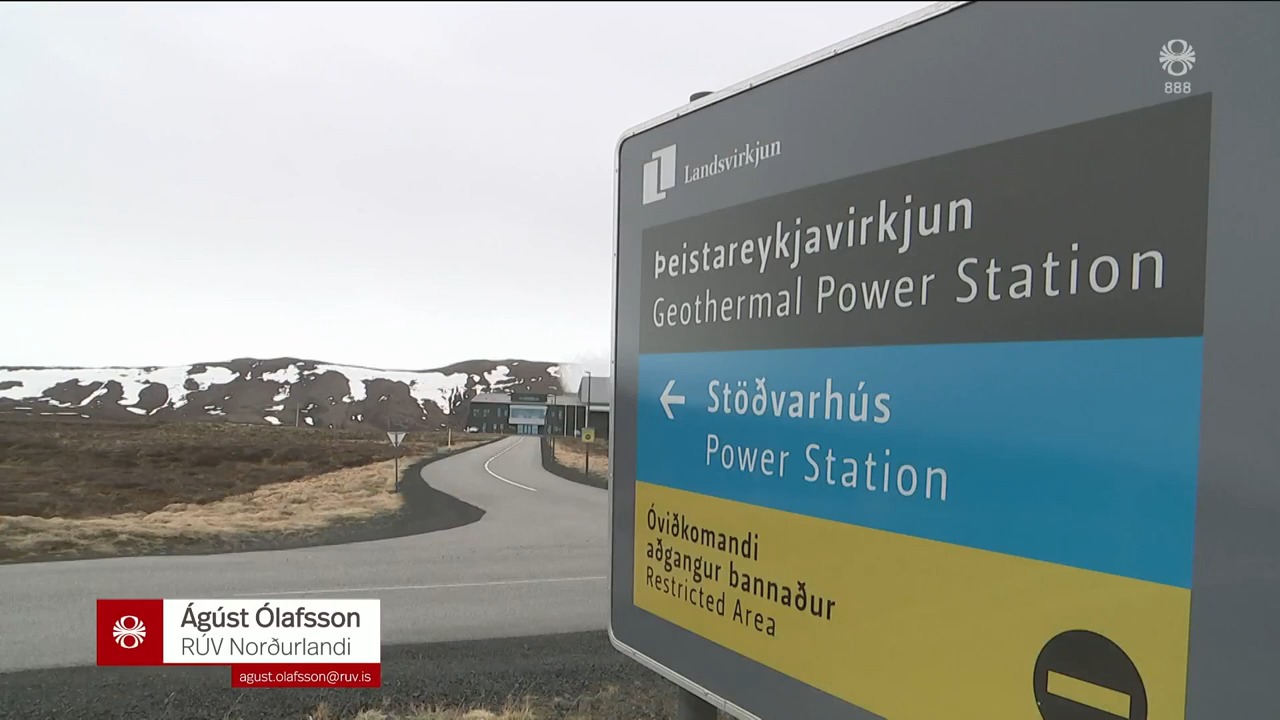 888
Landsvirkjun
Þeistareykjavirkjun
Geothermal Power Station
Stöðvarhús
Power Station
Óviðkomandi
aðgangur bannaður
Restricted Area
Ágúst Ólafsson
RÚV Norðurlandi
agust.olafsson@ruv.is